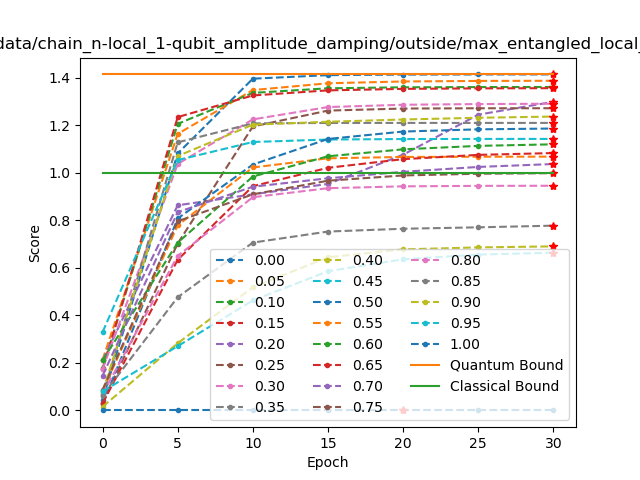 data/chain_n-local_1-qubit_amplitude_damping/outside/max_entangled_local_
Score
1.4
1.2
1.0
0.8
0.6
0.4
0.2
0.0
0 5 10 15 20 25 30
Epoch
0.00 0.40 0.80
0.05 0.45 0.85
0.10 0.50 0.90
0.15 0.55 0.95
0.20 0.60 1.00
0.25 0.65 Quantum Bound
0.30 0.70 Classical Bound
0.35 0.75